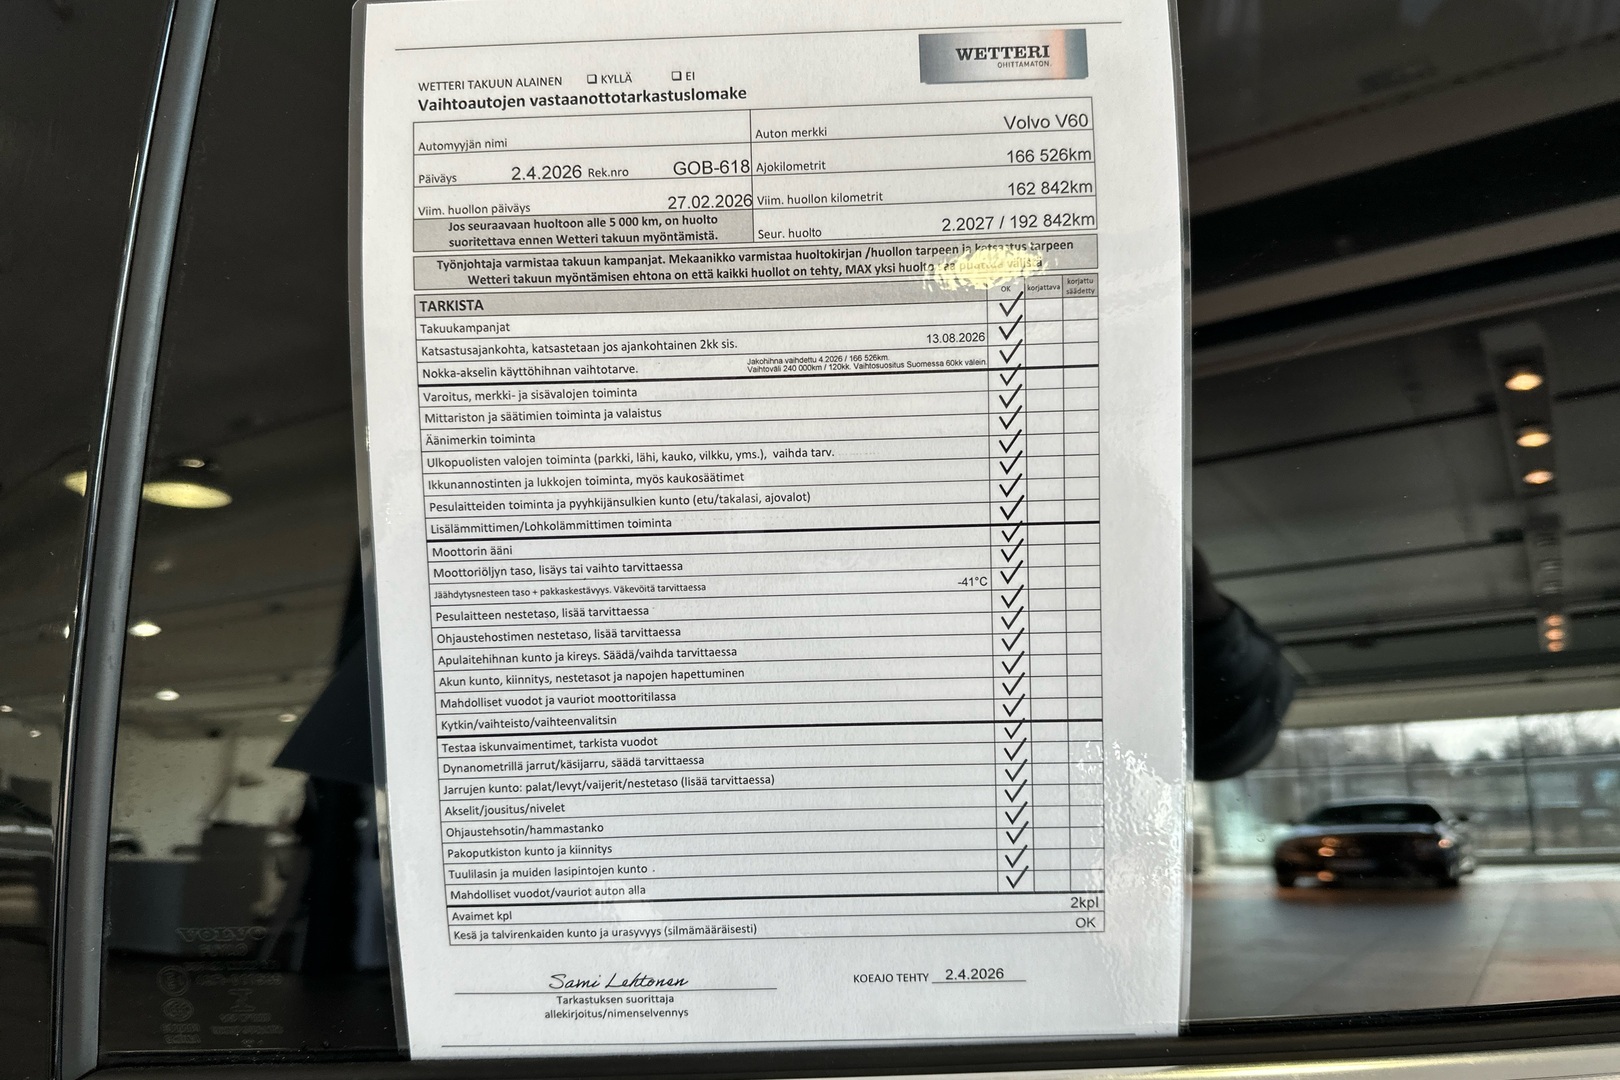 WETTERI
OHITTAMATON.
WETTERI TAKUUN ALAINEN ☐ KYLLÄ ☐ EI
Vaihtoautojen vastaanottotarkastuslomake
Automyyjän nimi
Auton merkki Volvo V60
Päiväys 2.4.2026 Rek.nro GOB-618
Ajokilometrit 166 526km
Viim. huollon päiväys 27.02.2026
Viim. huollon kilometrit 162 842km
Jos seuraavaan huoltoon alle 5 000 km, on huolto
suoritettava ennen Wetteri takuun myöntämistä.
Seur. huolto 2.2027 / 192 842km
Työnjohtaja varmistaa takuun kampanjat. Mekaanikko varmistaa huoltokirjan /huollon tarpeen ja katsastus tarpeen
Wetteri takuun myöntämisen ehtona on että kaikki huollot on tehty, MAX yksi huolto saa puuttua välistä
TARKISTA OK korjattava korjattu
säädetty
Takuukampanjat ✓
Katsastusajankohta, katsastetaan jos ajankohtainen 2kk sis. 13.08.2026 ✓
Nokka-akselin käyttöhihnan vaihtotarve. Jakohihna vaihdettu 4.2026 / 166 526km. ✓
Vaihtoväli 240 000km / 120kk. Vaihtosuositus Suomessa 60kk välein.
Varoitus, merkki- ja sisävalojen toiminta ✓
Mittariston ja säätimien toiminta ja valaistus ✓
Äänimerkin toiminta ✓
Ulkopuolisten valojen toiminta (parkki, lähi, kauko, vilkku, yms.), vaihda tarv. ✓
Ikkunannostinten ja lukkojen toiminta, myös kaukosäätimet ✓
Pesulaitteiden toiminta ja pyyhkijänsulkien kunto (etu/takalasi, ajovalot) ✓
Lisälämmittimen/Lohkolämmittimen toiminta ✓
Moottorin ääni ✓
Moottoriöljyn taso, lisäys tai vaihto tarvittaessa ✓
Jäähdytysnesteen taso + pakkaskestävyys. Väkevöitä tarvittaessa -41°C ✓
Pesulaitteen nestetaso, lisää tarvittaessa ✓
Ohjaustehostimen nestetaso, lisää tarvittaessa ✓
Apulaitehihnan kunto ja kireys. Säädä/vaihda tarvittaessa ✓
Akun kunto, kiinnitys, nestetasot ja napojen hapettuminen ✓
Mahdolliset vuodot ja vauriot moottoritilassa ✓
Kytkin/vaihteisto/vaihteenvalitsin ✓
Testaa iskunvaimentimet, tarkista vuodot ✓
Dynanometrillä jarrut/käsijarru, säädä tarvittaessa ✓
Jarrujen kunto: palat/levyt/vaijerit/nestetaso (lisää tarvittaessa) ✓
Akselit/jousitus/nivelet ✓
Ohjaustehsotin/hammastanko ✓
Pakoputkiston kunto ja kiinnitys ✓
Tuulilasin ja muiden lasipintojen kunto . ✓
Mahdolliset vuodot/vauriot auton alla ✓
Avaimet kpl 2kpl
Kesä ja talvirenkaiden kunto ja urasyvyys (silmämääräisesti) OK
Sami Lehtonen
KOEAJO TEHTY 2.4.2026
Tarkastuksen suorittaja
allekirjoitus/nimenselvennys
VOLVO